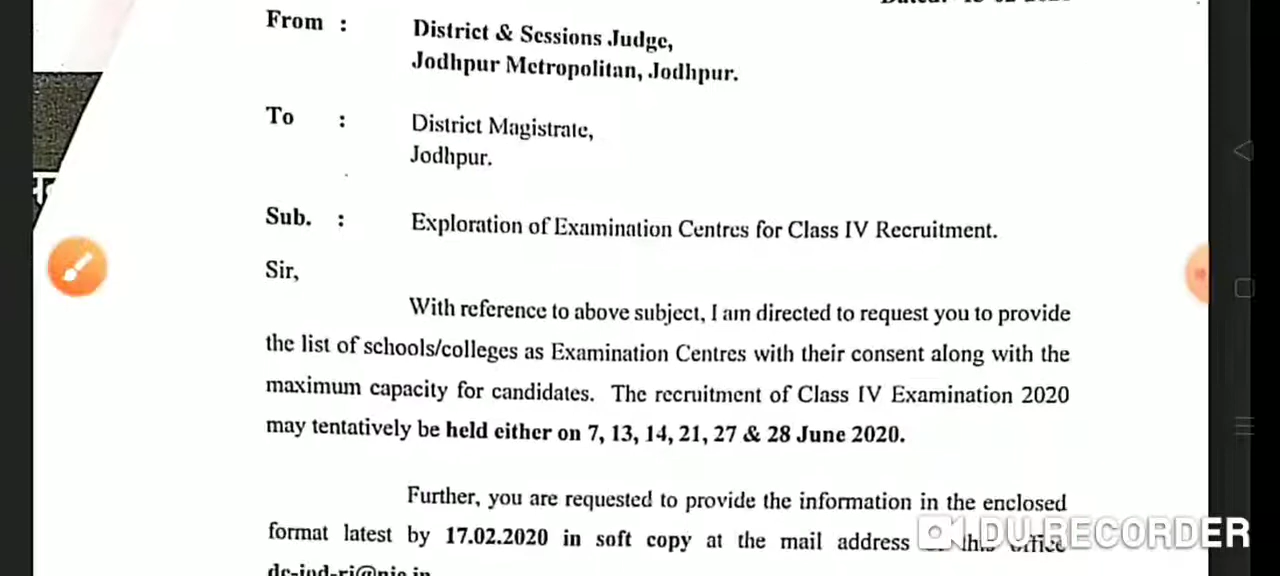 From :
District & Sessions Judge,
Jodhpur Metropolitan, Jodhpur.
To :
District Magistrate,
Jodhpur.
Sub. :
Exploration of Examination Centres for Class IV Recruitment.
Sir,
With reference to above subject, I am directed to request you to provide
the list of schools/colleges as Examination Centres with their consent along with the
maximum capacity for candidates. The recruitment of Class IV Examination 2020
may tentatively be held either on 7, 13, 14, 21, 27 & 28 June 2020.
Further, you are requested to provide the information in the enclosed
format latest by 17.02.2020 in soft copy at the mail address this office
DU RECORDER